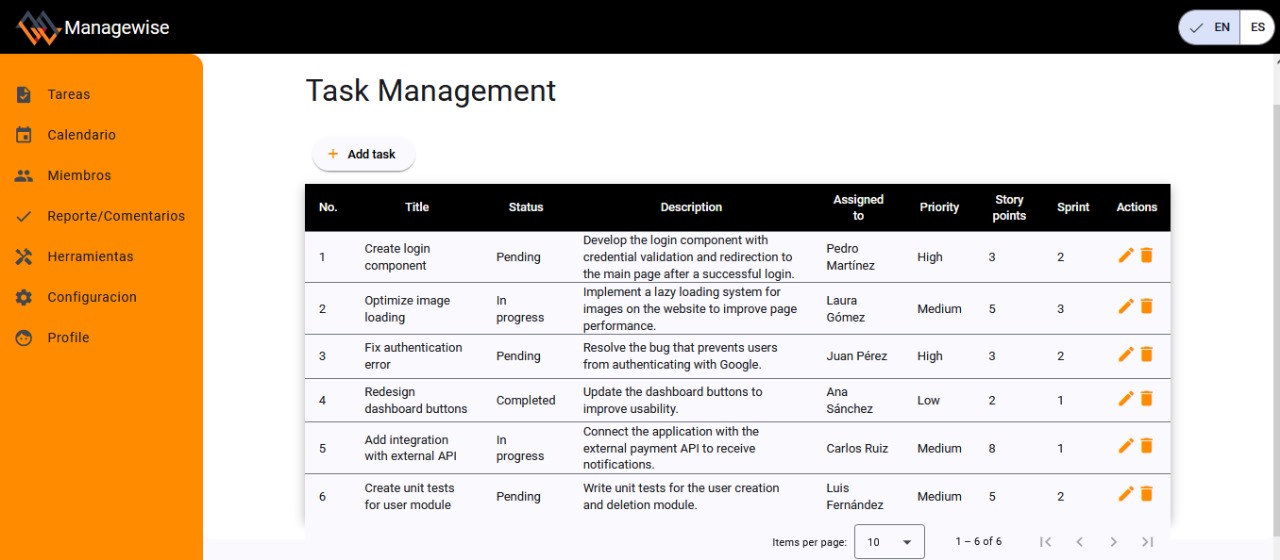 Managewise
EN
ES
Tareas
Calendario
Miembros
Reporte/Comentarios
Herramientas
Configuracion
Profile
Task Management
+ Add task
No. Title Status Description Assigned to Priority Story points Sprint Actions
1 Create login component Pending Develop the login component with credential validation and redirection to the main page after a successful login. Pedro Martínez High 3 2
2 Optimize image loading In progress Implement a lazy loading system for images on the website to improve page performance. Laura Gómez Medium 5 3
3 Fix authentication error Pending Resolve the bug that prevents users from authenticating with Google. Juan Pérez High 3 2
4 Redesign dashboard buttons Completed Update the dashboard buttons to improve usability. Ana Sánchez Low 2 1
5 Add integration with external API In progress Connect the application with the external payment API to receive notifications. Carlos Ruiz Medium 8 1
6 Create unit tests for user module Pending Write unit tests for the user creation and deletion module. Luis Fernández Medium 5 2
Items per page: 10 1 – 6 of 6